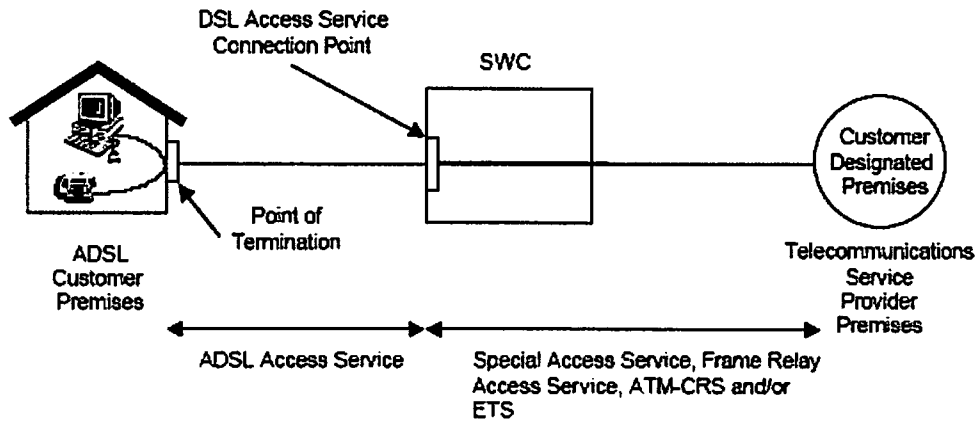 DSL Access Service
Connection Point
SWC
Customer
Designated
Premises
Point of
Termination
ADSL
Customer
Premises
Telecommunications
Service
Provider
Premises
ADSL Access Service
Special Access Service, Frame Relay
Access Service, ATM-CRS and/or
ETS